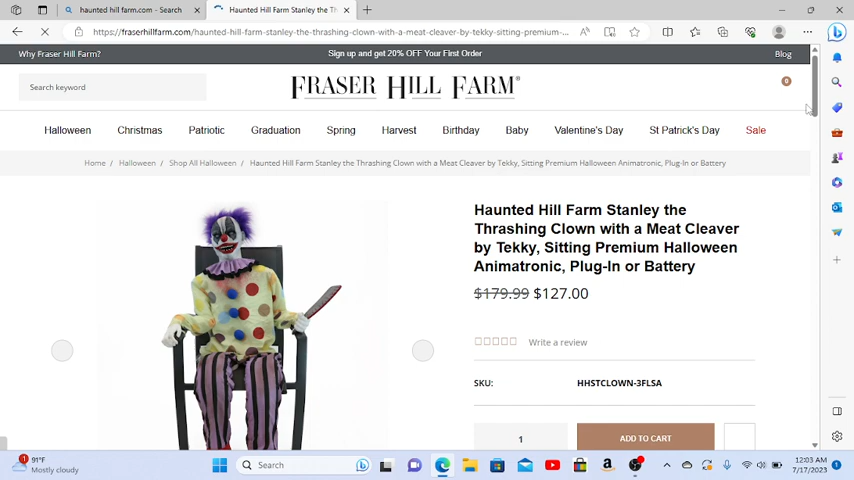 haunted hill farm.com - Search
Haunted Hill Farm Stanley the Th
https://fraserhillfarm.com/haunted-hill-farm-stanley-the-thrashing-clown-with-a-meat-cleaver-by-tekky-sitting-premium-...
Why Fraser Hill Farm?
Sign up and get 20% OFF Your First Order
Blog
Search keyword
FRASER HILL FARM®
0
Halloween
Christmas
Patriotic
Graduation
Spring
Harvest
Birthday
Baby
Valentine's Day
St Patrick's Day
Sale
Home / Halloween / Shop All Halloween / Haunted Hill Farm Stanley the Thrashing Clown with a Meat Cleaver by Tekky, Sitting Premium Halloween Animatronic, Plug-In or Battery
Haunted Hill Farm Stanley the
Thrashing Clown with a Meat Cleaver
by Tekky, Sitting Premium Halloween
Animatronic, Plug-In or Battery
$179.99 $127.00
Write a review
SKU: HHSTCLOWN-3FLSA
1
ADD TO CART
1
91°F
Mostly cloudy
Search
12:03 AM
7/17/2023